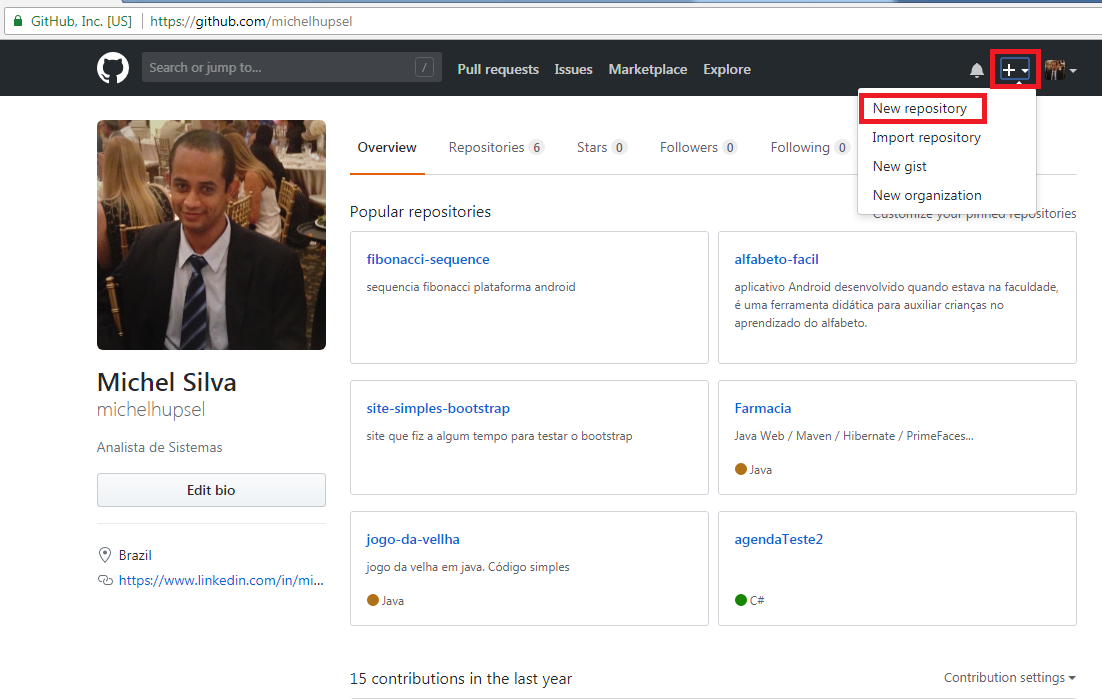 GitHub, Inc. [US] https://github.com/michelhupsel
Search or jump to... /
Pull requests Issues Marketplace Explore
New repository
Import repository
New gist
New organization
Overview Repositories 6 Stars 0 Followers 0 Following 0
Popular repositories
Customize your pinned repositories
fibonacci-sequence
sequencia fibonacci plataforma android
alfabeto-facil
aplicativo Android desenvolvido quando estava na faculdade,
é uma ferramenta didática para auxiliar crianças no
aprendizado do alfabeto.
Michel Silva
michelhupsel
Analista de Sistemas
Edit bio
Brazil
https://www.linkedin.com/in/mi...
site-simples-bootstrap
site que fiz a algum tempo para testar o bootstrap
Farmacia
Java Web / Maven / Hibernate / PrimeFaces...
Java
jogo-da-vellha
jogo da velha em java. Código simples
Java
agendaTeste2
C#
15 contributions in the last year
Contribution settings